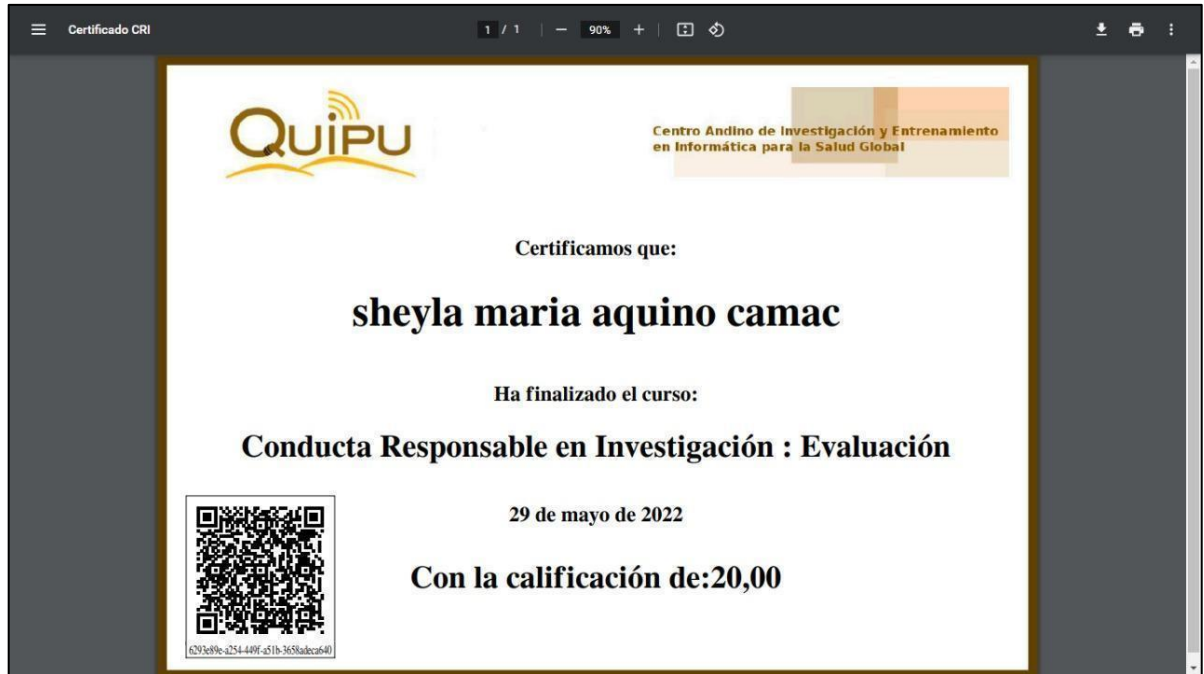 Certificado CRI
1 / 1
90%
QUiPU
Centro Andino de Investigación y Entrenamiento
en Informática para la Salud Global
Certificamos que:
sheyla maria aquino camac
Ha finalizado el curso:
Conducta Responsable en Investigación : Evaluación
29 de mayo de 2022
Con la calificación de:20,00
6293e89e-a254-449f-a51b-3658adeca640